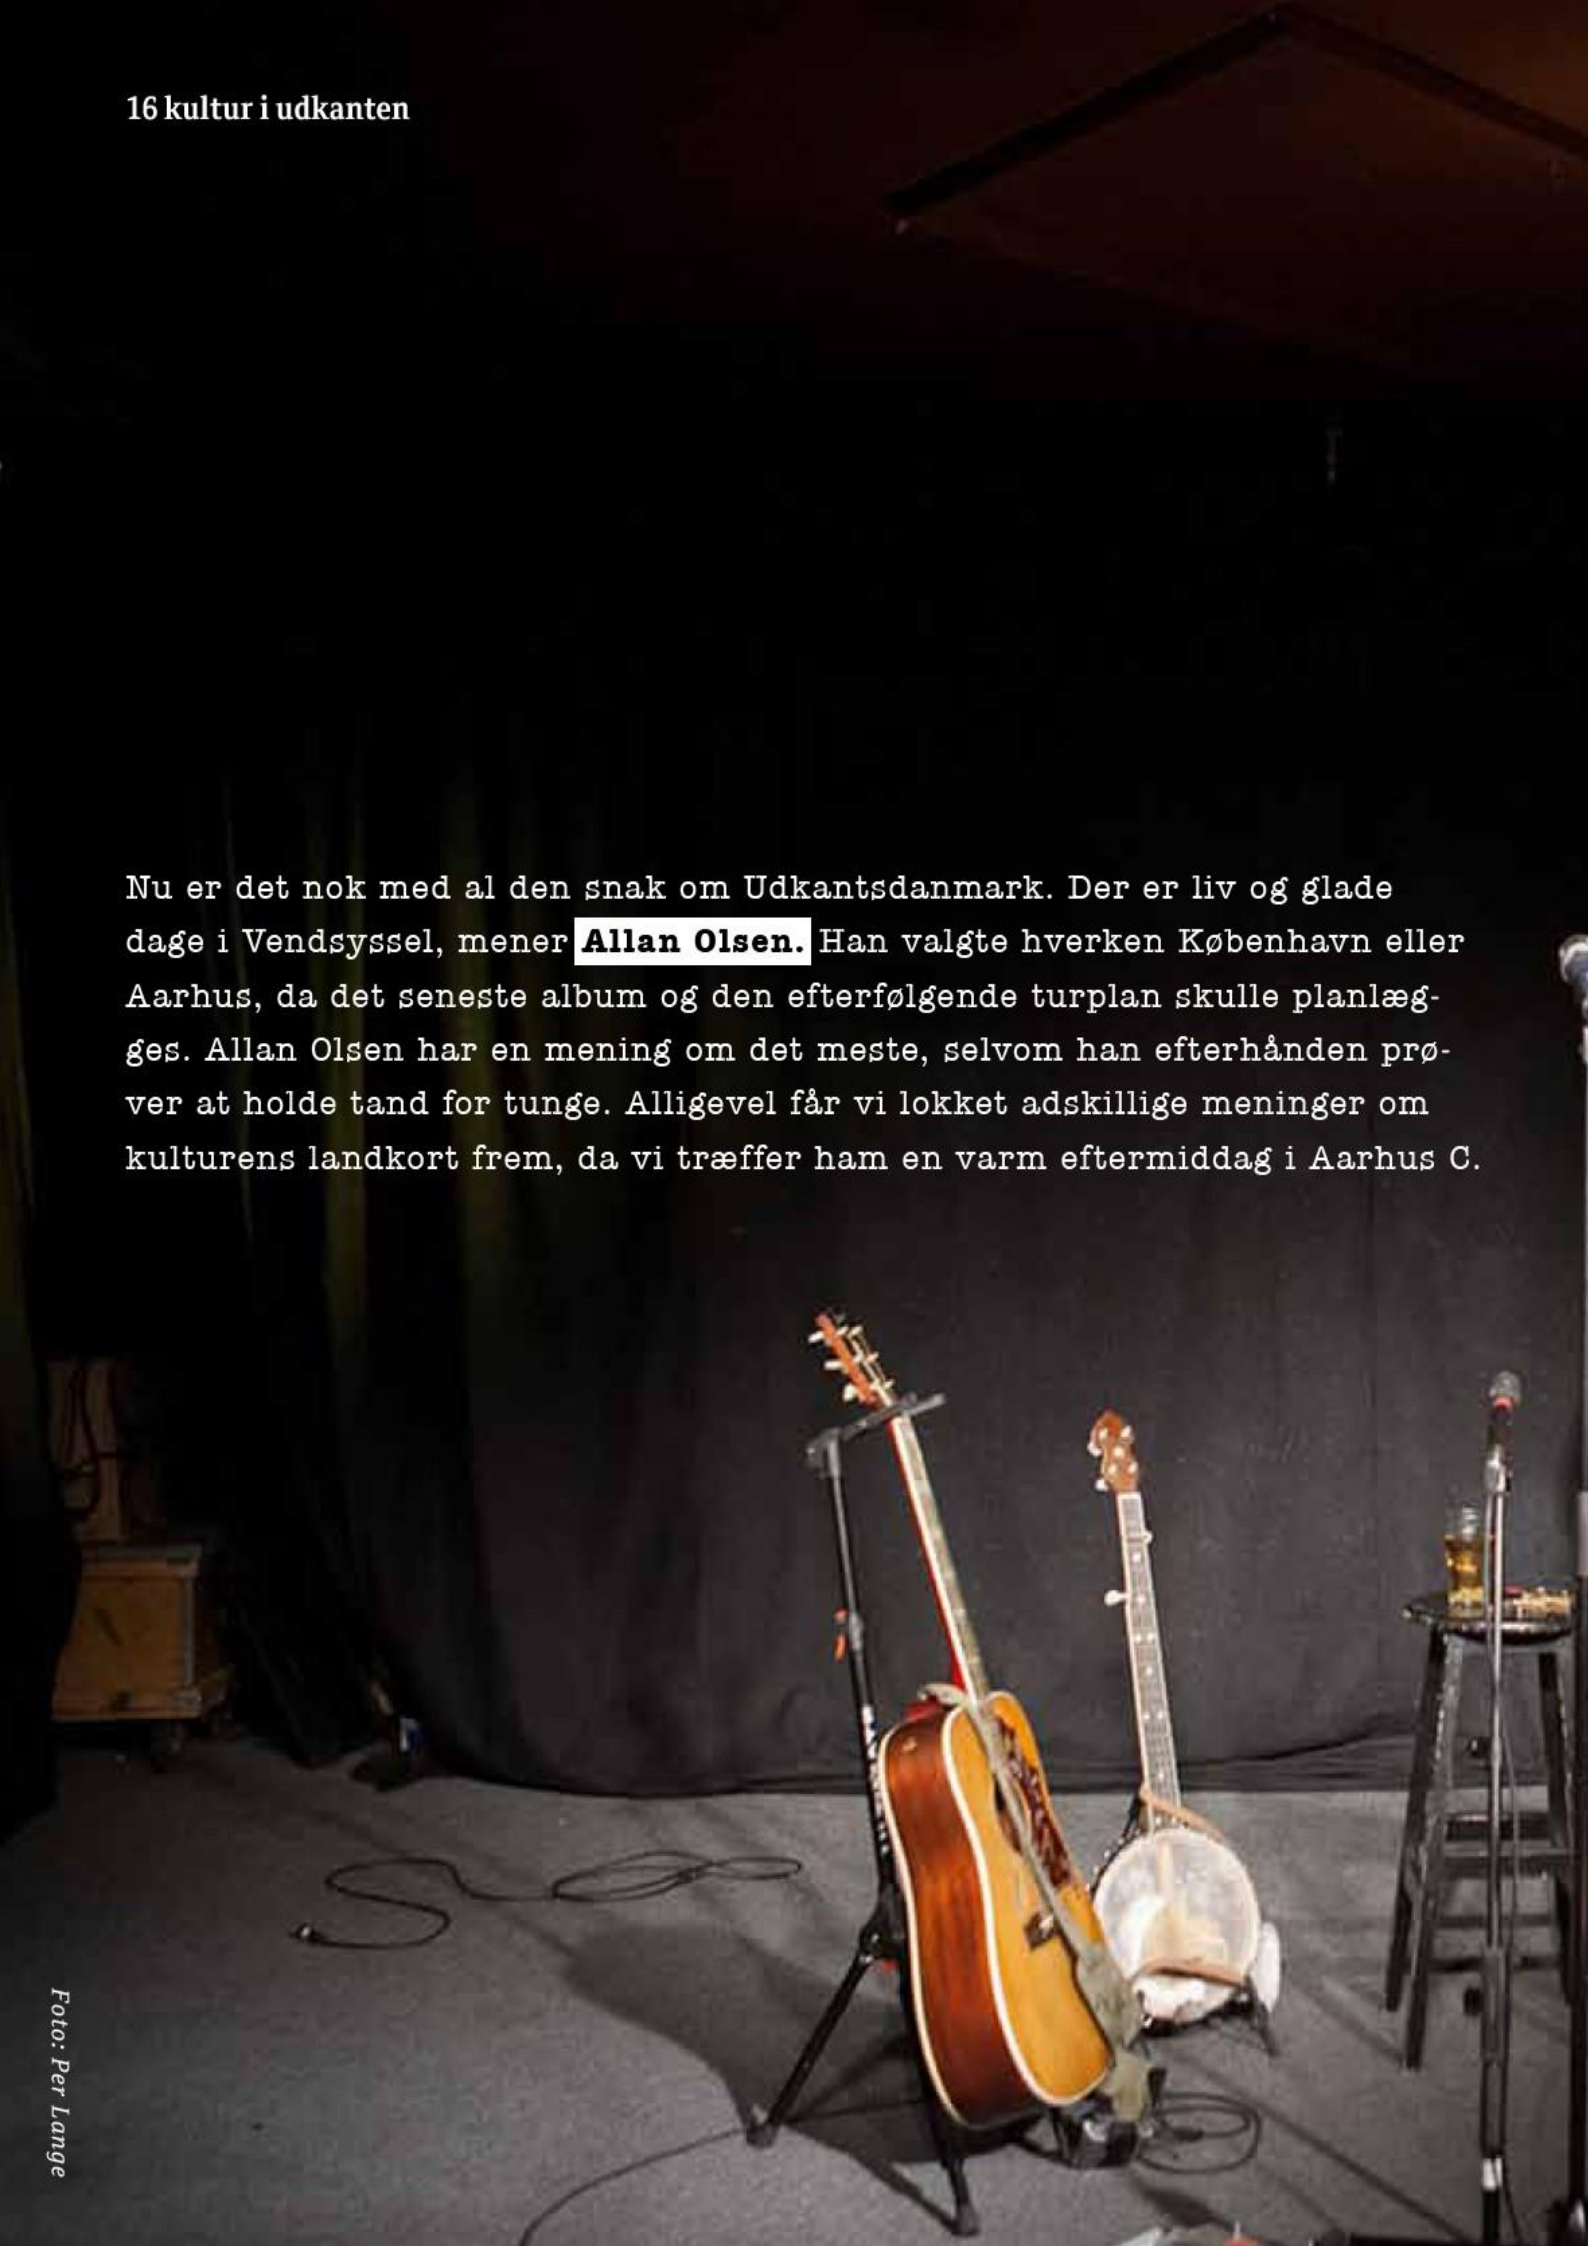 16 kultur i udkanten
Nu er det nok med al den snak om Udkantsdanmark. Der er liv og glade
dage i Vendsyssel, mener Allan Olsen. Han valgte hverken København eller
Aarhus, da det seneste album og den efterfølgende turplan skulle planlæg-
ges. Allan Olsen har en mening om det meste, selvom han efterhånden prø-
ver at holde tand for tunge. Alligevel får vi lokket adskillige meninger om
kulturens landkort frem, da vi træffer ham en varm eftermiddag i Aarhus C.
Foto: Per Lange